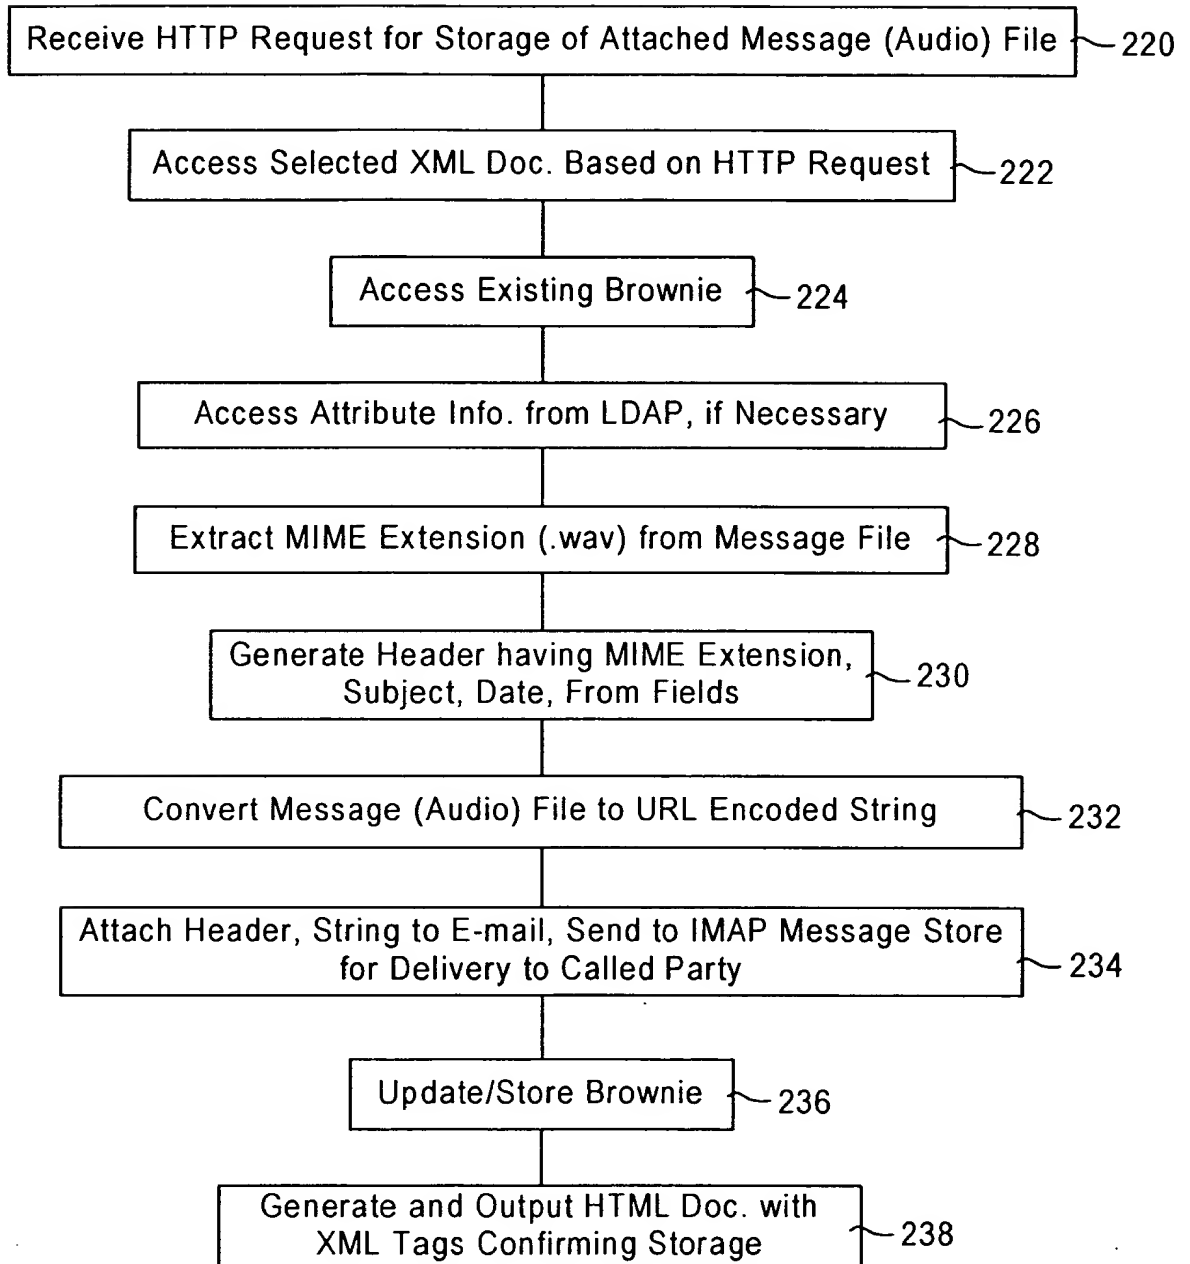 Receive HTTP Request for Storage of Attached Message (Audio) File
220
Access Selected XML Doc. Based on HTTP Request
222
Access Existing Brownie
224
Access Attribute Info. from LDAP, if Necessary
226
Extract MIME Extension (.wav) from Message File
228
Generate Header having MIME Extension,
Subject, Date, From Fields
230
Convert Message (Audio) File to URL Encoded String
232
Attach Header, String to E-mail, Send to IMAP Message Store
for Delivery to Called Party
234
Update/Store Brownie
236
Generate and Output HTML Doc. with
XML Tags Confirming Storage
238